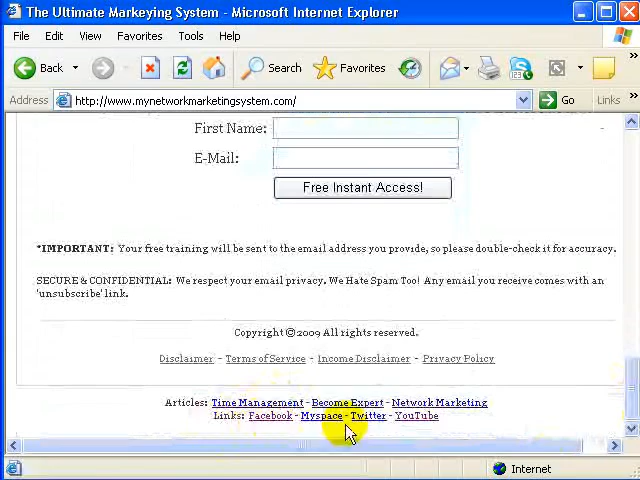 The Ultimate Markeying System - Microsoft Internet Explorer
File Edit View Favorites Tools Help
Back Search Favorites
Address http://www.mynetworkmarketingsystem.com/ Go Links
First Name:
E-Mail:
Free Instant Access!
*IMPORTANT: Your free training will be sent to the email address you provide, so please double-check it for accuracy.
SECURE & CONFIDENTIAL: We respect your email privacy. We Hate Spam Too! Any email you receive comes with an
'unsubscribe' link.
Copyright ©2009 All rights reserved.
Disclaimer - Terms of Service - Income Disclaimer - Privacy Policy
Articles: Time Management - Become Expert - Network Marketing
Links: Facebook - Myspace - Twitter - YouTube
Internet